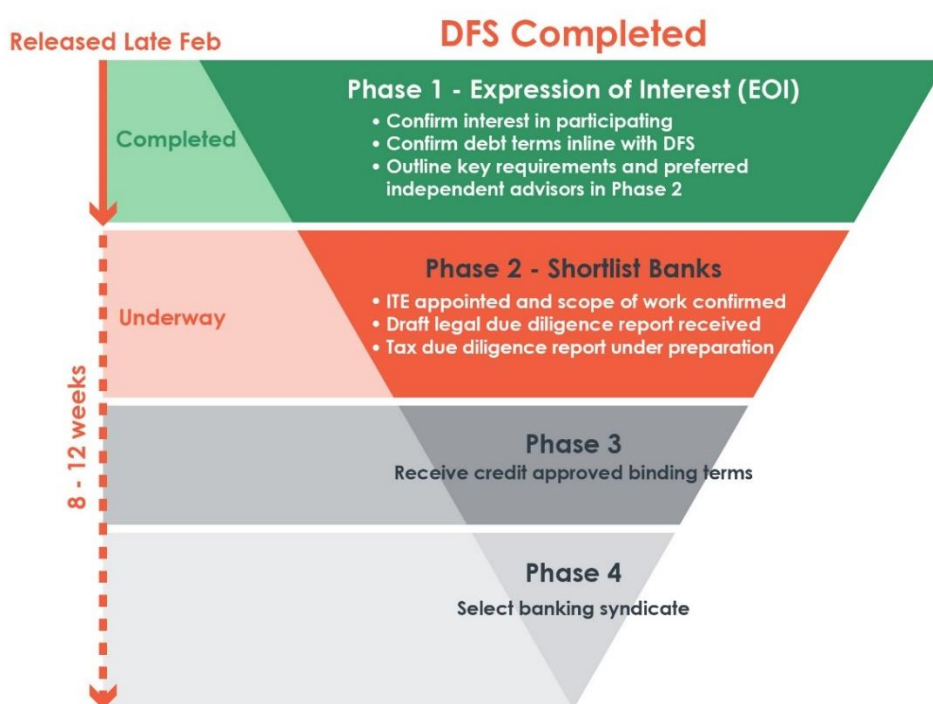 Released Late Feb
DFS Completed
Completed
Phase 1 - Expression of Interest (EOI)
• Confirm interest in participating
• Confirm debt terms inline with DFS
• Outline key requirements and preferred
independent advisors in Phase 2
Underway
Phase 2 - Shortlist Banks
• ITE appointed and scope of work confirmed
• Draft legal due diligence report received
• Tax due diligence report under preparation
8 - 12 weeks
Phase 3
Receive credit approved binding terms
Phase 4
Select banking syndicate